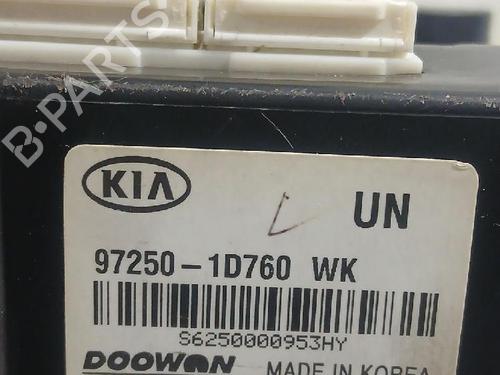 B-PARTS
KIA
UN
97250-1D760 WK
S6250000953HY
DOOWON MADE IN KOREA